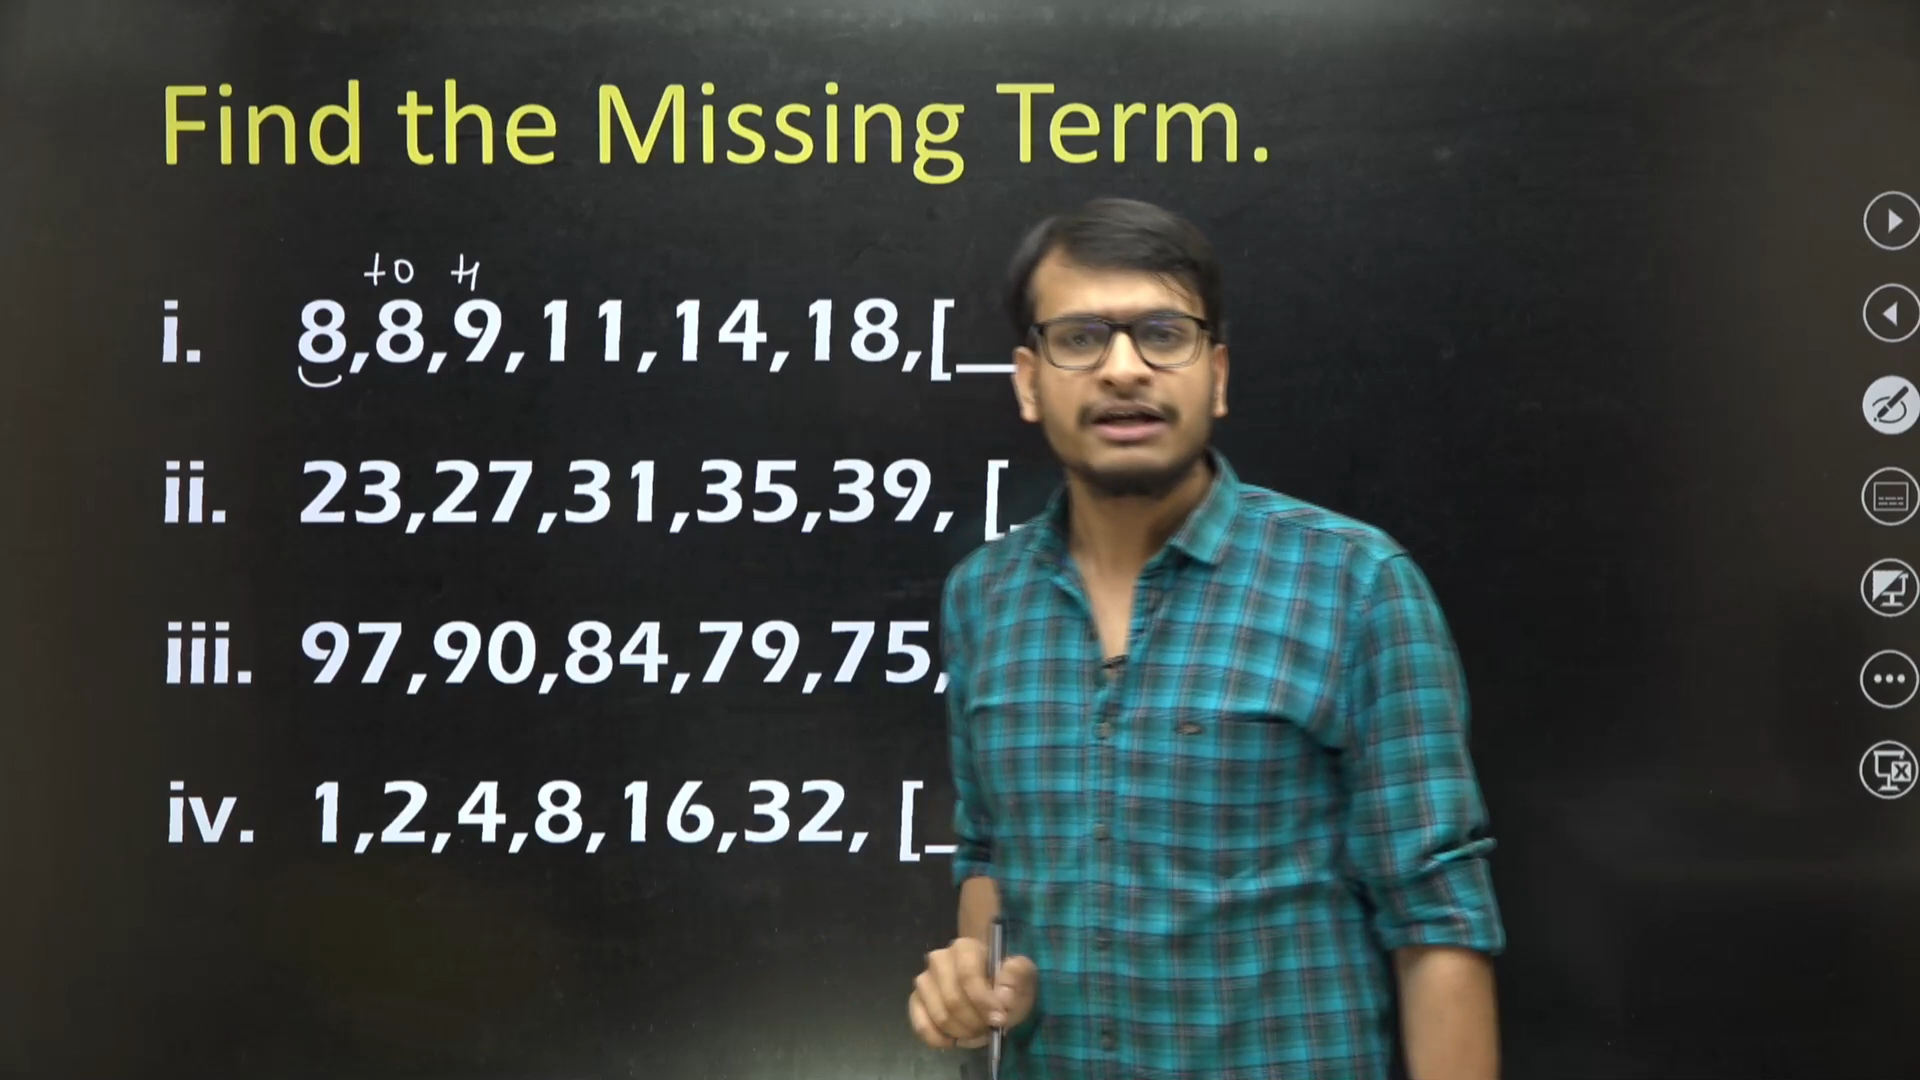 Find the Missing Term.
+0 +1
i. 8,8,9,11,14,18,[__
ii. 23,27,31,35,39, [_
iii. 97,90,84,79,75,
iv. 1,2,4,8,16,32, [_